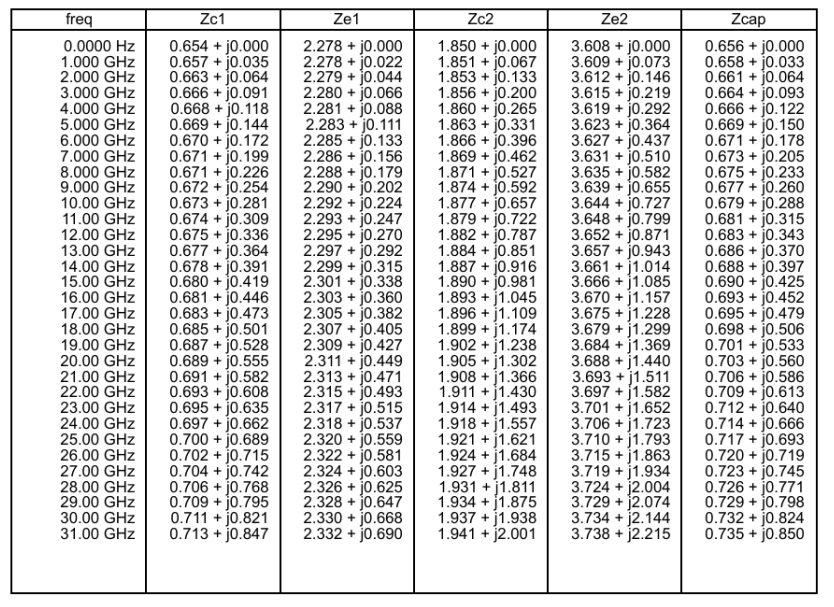 freq Zc1 Ze1 Zc2 Ze2 Zcap
0.0000 Hz 0.654 + j0.000 2.278 + j0.000 1.850 + j0.000 3.608 + j0.000 0.656 + j0.000
1.000 GHz 0.657 + j0.035 2.278 + j0.022 1.851 + j0.067 3.609 + j0.073 0.658 + j0.033
2.000 GHz 0.663 + j0.064 2.279 + j0.044 1.853 + j0.133 3.612 + j0.146 0.661 + j0.064
3.000 GHz 0.666 + j0.091 2.280 + j0.066 1.856 + j0.200 3.615 + j0.219 0.664 + j0.093
4.000 GHz 0.668 + j0.118 2.281 + j0.088 1.860 + j0.265 3.619 + j0.292 0.666 + j0.122
5.000 GHz 0.669 + j0.144 2.283 + j0.111 1.863 + j0.331 3.623 + j0.364 0.669 + j0.150
6.000 GHz 0.670 + j0.172 2.285 + j0.133 1.866 + j0.396 3.627 + j0.437 0.671 + j0.178
7.000 GHz 0.671 + j0.199 2.286 + j0.156 1.869 + j0.462 3.631 + j0.510 0.673 + j0.205
8.000 GHz 0.671 + j0.226 2.288 + j0.179 1.871 + j0.527 3.635 + j0.582 0.675 + j0.233
9.000 GHz 0.672 + j0.254 2.290 + j0.202 1.874 + j0.592 3.639 + j0.655 0.677 + j0.260
10.00 GHz 0.673 + j0.281 2.292 + j0.224 1.877 + j0.657 3.644 + j0.727 0.679 + j0.288
11.00 GHz 0.674 + j0.309 2.293 + j0.247 1.879 + j0.722 3.648 + j0.799 0.681 + j0.315
12.00 GHz 0.675 + j0.336 2.295 + j0.270 1.882 + j0.787 3.652 + j0.871 0.683 + j0.343
13.00 GHz 0.677 + j0.364 2.297 + j0.292 1.884 + j0.851 3.657 + j0.943 0.686 + j0.370
14.00 GHz 0.678 + j0.391 2.299 + j0.315 1.887 + j0.916 3.661 + j1.014 0.688 + j0.397
15.00 GHz 0.680 + j0.419 2.301 + j0.338 1.890 + j0.981 3.666 + j1.085 0.690 + j0.425
16.00 GHz 0.681 + j0.446 2.303 + j0.360 1.893 + j1.045 3.670 + j1.157 0.693 + j0.452
17.00 GHz 0.683 + j0.473 2.305 + j0.382 1.896 + j1.109 3.675 + j1.228 0.695 + j0.479
18.00 GHz 0.685 + j0.501 2.307 + j0.405 1.899 + j1.174 3.679 + j1.299 0.698 + j0.506
19.00 GHz 0.687 + j0.528 2.309 + j0.427 1.902 + j1.238 3.684 + j1.369 0.701 + j0.533
20.00 GHz 0.689 + j0.555 2.311 + j0.449 1.905 + j1.302 3.688 + j1.440 0.703 + j0.560
21.00 GHz 0.691 + j0.582 2.313 + j0.471 1.908 + j1.366 3.693 + j1.511 0.706 + j0.586
22.00 GHz 0.693 + j0.608 2.315 + j0.493 1.911 + j1.430 3.697 + j1.582 0.709 + j0.613
23.00 GHz 0.695 + j0.635 2.317 + j0.515 1.914 + j1.493 3.701 + j1.652 0.712 + j0.640
24.00 GHz 0.697 + j0.662 2.318 + j0.537 1.918 + j1.557 3.706 + j1.723 0.714 + j0.666
25.00 GHz 0.700 + j0.689 2.320 + j0.559 1.921 + j1.621 3.710 + j1.793 0.717 + j0.693
26.00 GHz 0.702 + j0.715 2.322 + j0.581 1.924 + j1.684 3.715 + j1.863 0.720 + j0.719
27.00 GHz 0.704 + j0.742 2.324 + j0.603 1.927 + j1.748 3.719 + j1.934 0.723 + j0.745
28.00 GHz 0.706 + j0.768 2.326 + j0.625 1.931 + j1.811 3.724 + j2.004 0.726 + j0.771
29.00 GHz 0.709 + j0.795 2.328 + j0.647 1.934 + j1.875 3.729 + j2.074 0.729 + j0.798
30.00 GHz 0.711 + j0.821 2.330 + j0.668 1.937 + j1.938 3.734 + j2.144 0.732 + j0.824
31.00 GHz 0.713 + j0.847 2.332 + j0.690 1.941 + j2.001 3.738 + j2.215 0.735 + j0.850